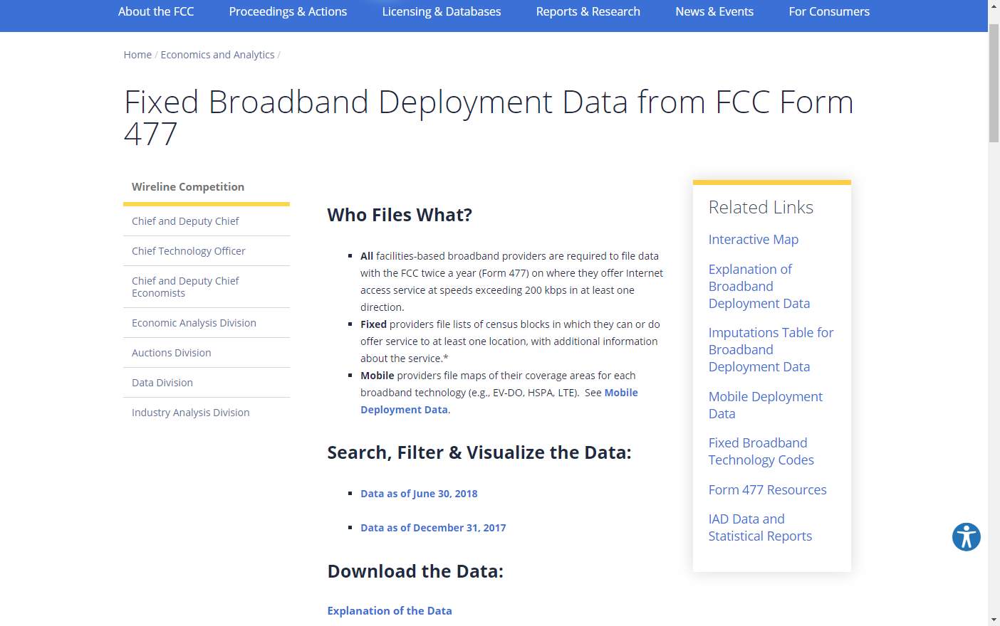 About the FCC Proceedings & Actions Licensing & Databases Reports & Research News & Events For Consumers
Home / Economics and Analytics /
Fixed Broadband Deployment Data from FCC Form
477
Wireline Competition
Chief and Deputy Chief
Chief Technology Officer
Chief and Deputy Chief
Economists
Economic Analysis Division
Auctions Division
Data Division
Industry Analysis Division
Who Files What?
All facilities-based broadband providers are required to file data
with the FCC twice a year (Form 477) on where they offer Internet
access service at speeds exceeding 200 kbps in at least one
direction.
Fixed providers file lists of census blocks in which they can or do
offer service to at least one location, with additional information
about the service.*
Mobile providers file maps of their coverage areas for each
broadband technology (e.g., EV-DO, HSPA, LTE). See Mobile
Deployment Data.
Search, Filter & Visualize the Data:
Data as of June 30, 2018
Data as of December 31, 2017
Download the Data:
Explanation of the Data
Related Links
Interactive Map
Explanation of
Broadband
Deployment Data
Imputations Table for
Broadband
Deployment Data
Mobile Deployment
Data
Fixed Broadband
Technology Codes
Form 477 Resources
IAD Data and
Statistical Reports